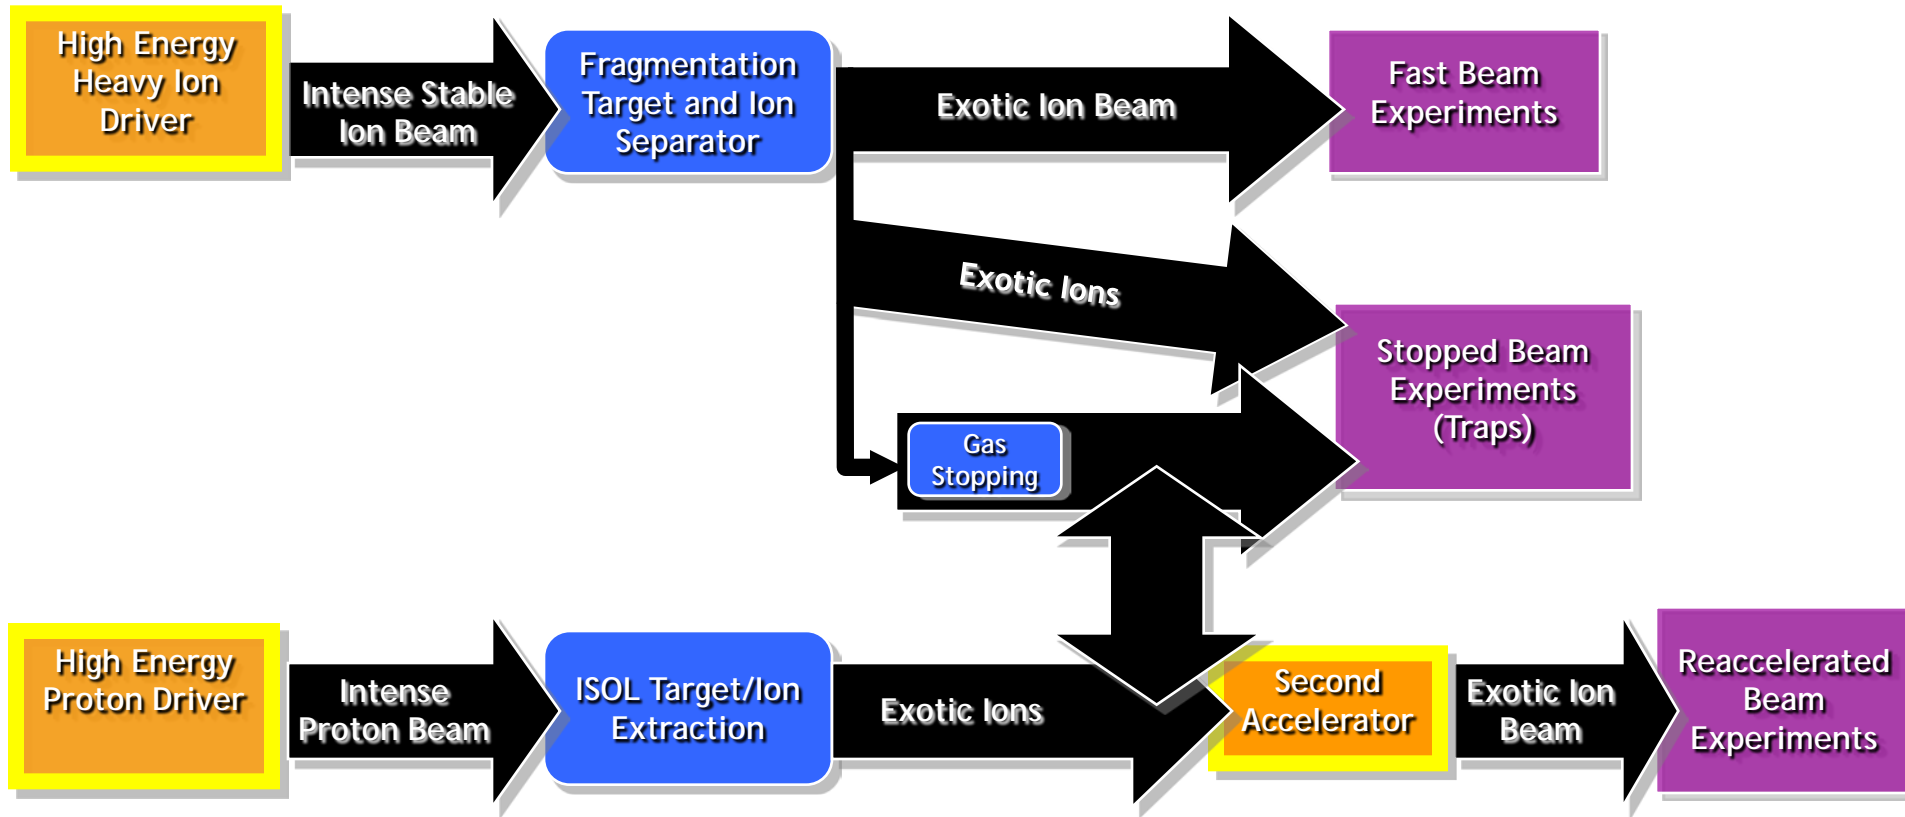 High Energy
Heavy Ion
Driver
Intense Stable
Ion Beam
Fragmentation
Target and Ion
Separator
Exotic Ion Beam
Fast Beam
Experiments
Exotic Ions
Stopped Beam
Experiments
(Traps)
Gas
Stopping
High Energy
Proton Driver
Intense
Proton Beam
ISOL Target/Ion
Extraction
Exotic Ions
Second
Accelerator
Exotic Ion
Beam
Reaccelerated
Beam
Experiments